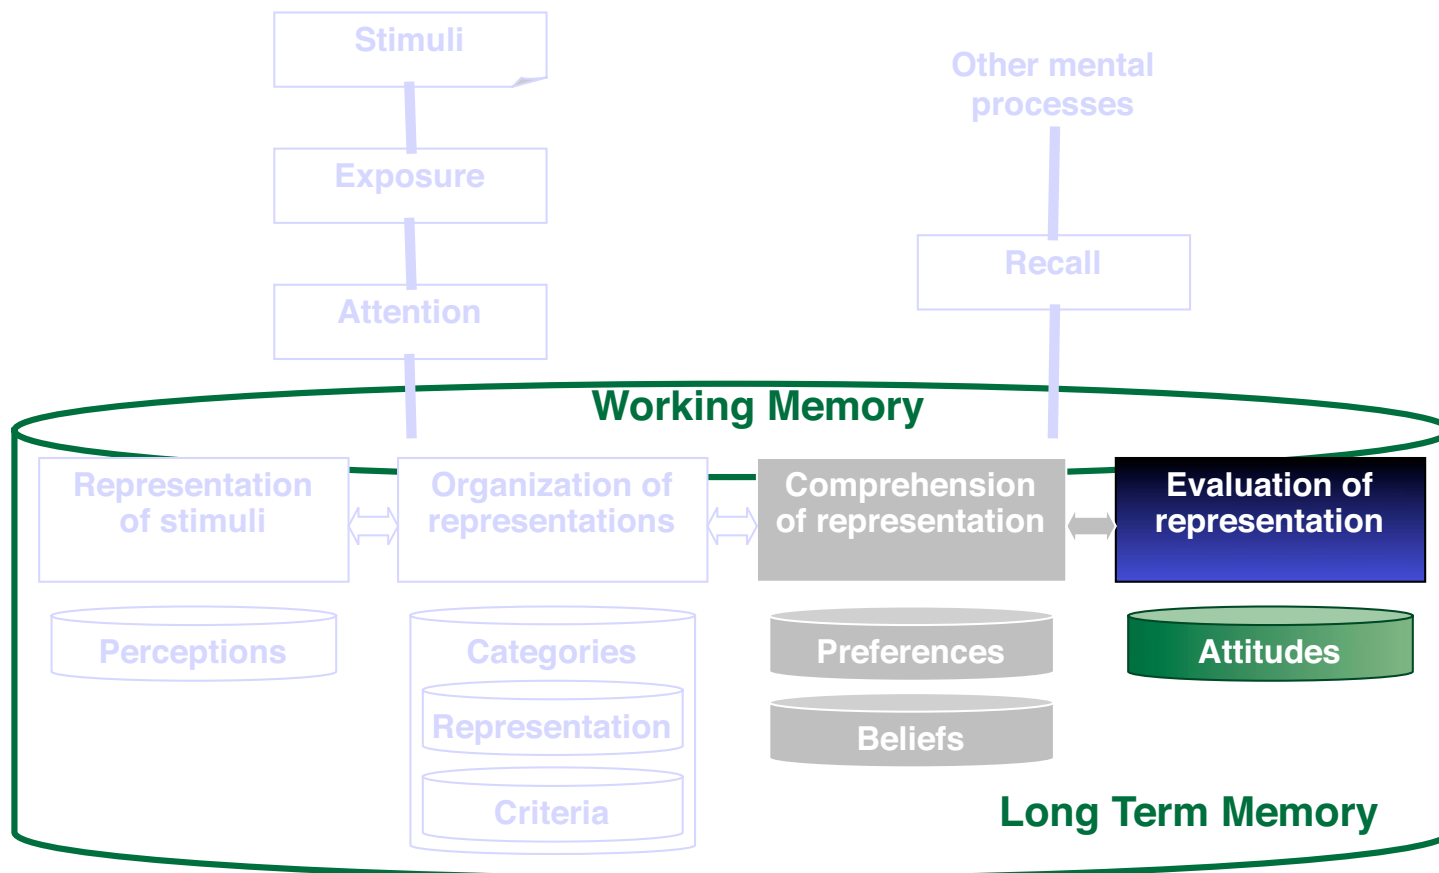 Stimuli
Other mental
processes
Exposure
Recall
Attention
Working Memory
Representation
of stimuli
Organization of
representations
Comprehension
of representation
Evaluation of
representation
Perceptions
Categories
Representation
Criteria
Preferences
Beliefs
Attitudes
Long Term Memory